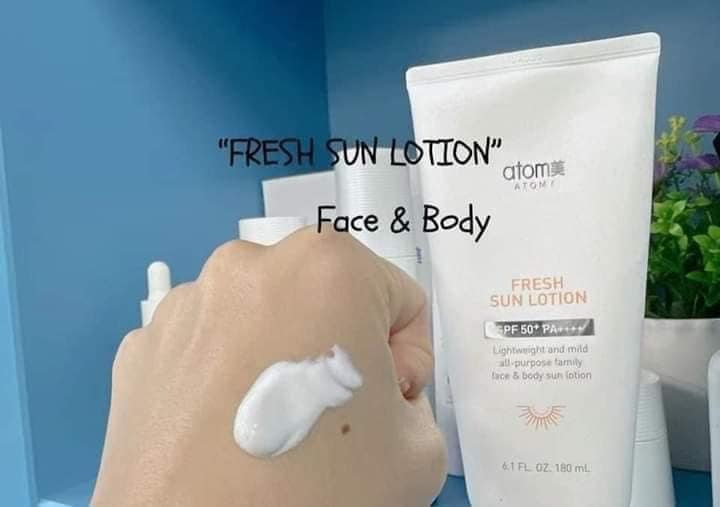 "FRESH SUN LOTION"
Face & Body
atom美
ATOMY
FRESH
SUN LOTION
SPF 50+ PA++++
Lightweight and mild
all-purpose family
face & body sun lotion
6.1 FL. OZ. 180 mL